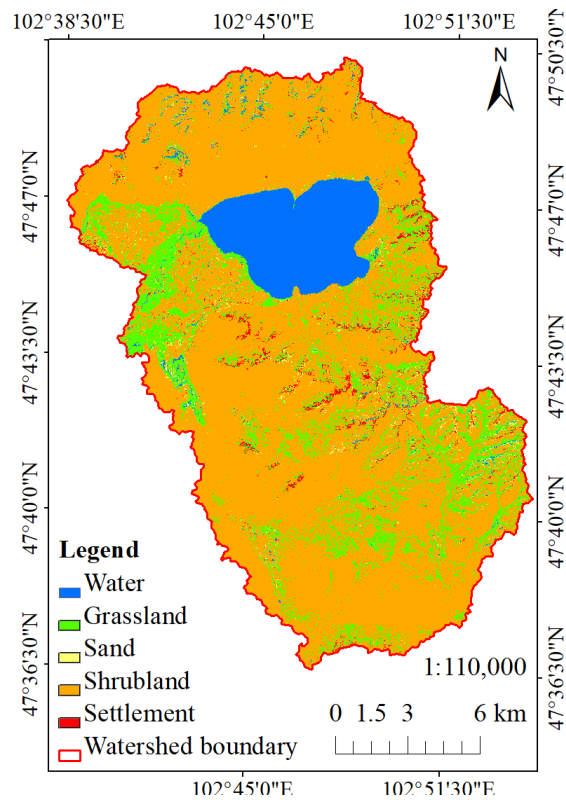 102°38'30"E 102°45'0"E 102°51'30"E
47°50'30"N
N
47°47'0"N
47°47'0"N
47°43'30"N
47°43'30"N
47°40'0"N
47°40'0"N
Legend
Water
Grassland
Sand
Shrubland
Settlement
Watershed boundary
47°36'30"N
47°36'30"N
1:110,000
0 1.5 3 6 km
102°45'0"E 102°51'30"E